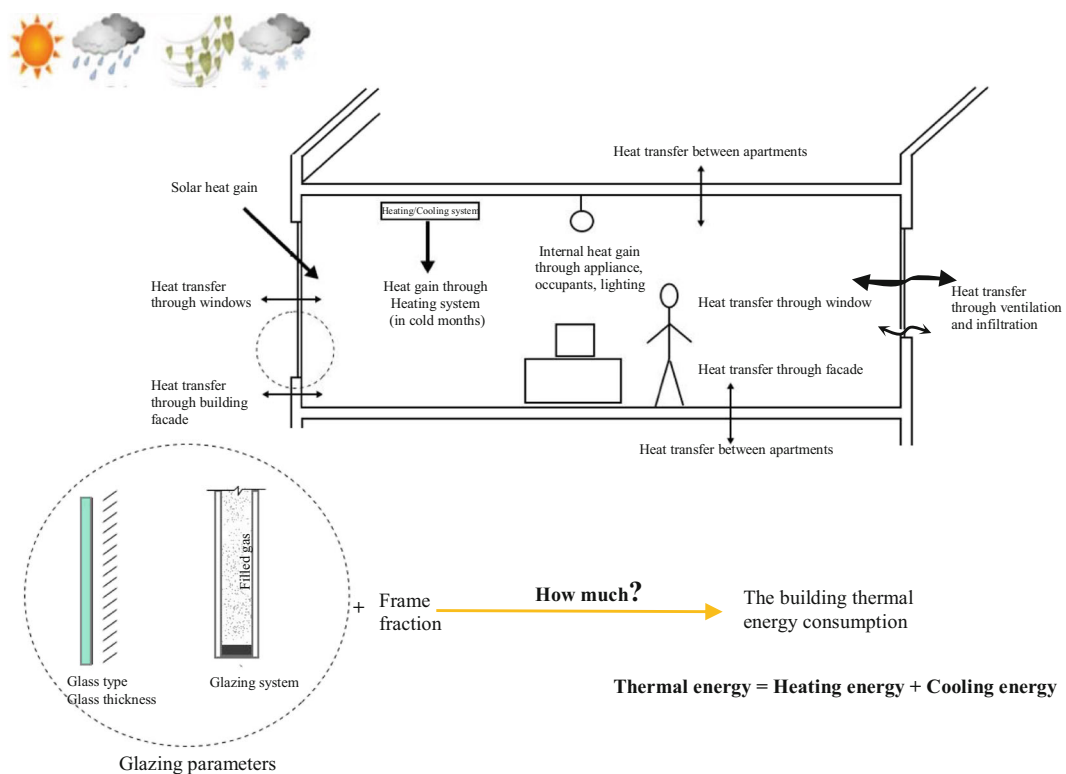 Heat transfer between apartments
Solar heat gain
Heating/Cooling system
Internal heat gain
through appliance,
occupants, lighting
Heat transfer
through windows
Heat gain through
Heating system
(in cold months)
Heat transfer through window
Heat transfer
through ventilation
and infiltration
Heat transfer
through building
facade
Heat transfer through facade
Heat transfer between apartments
Filled gas
Glass type
Glass thickness
Glazing system
+ Frame
fraction
How much?
The building thermal
energy consumption
Thermal energy = Heating energy + Cooling energy
Glazing parameters